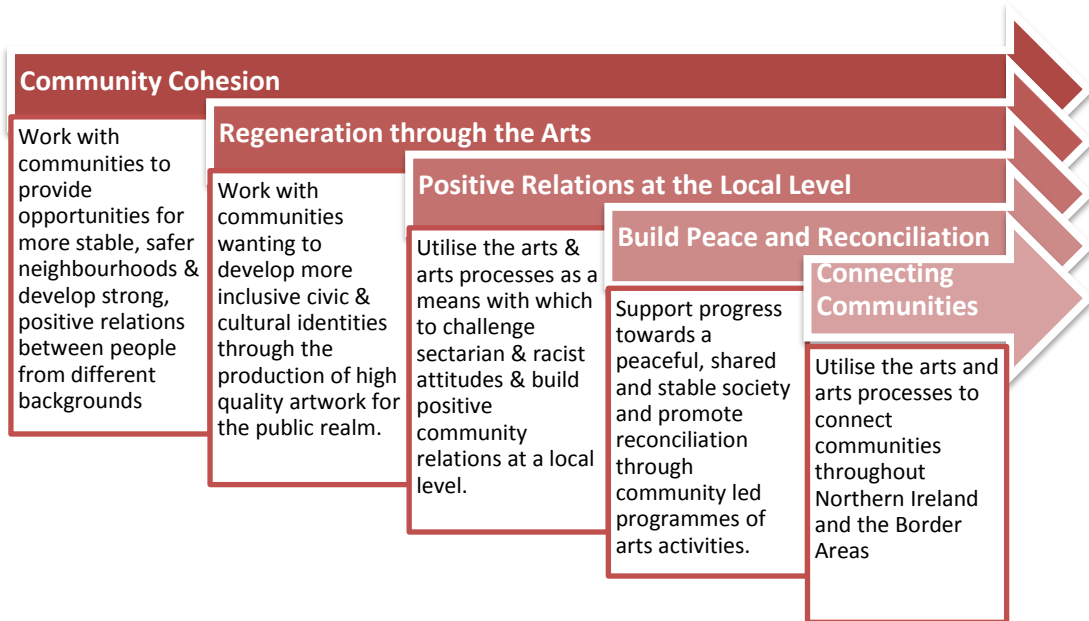 Community Cohesion
Work with
communities to
provide
opportunities for
more stable, safer
neighbourhoods &
develop strong,
positive relations
between people
from different
backgrounds
Regeneration through the Arts
Work with
communities
wanting to
develop more
inclusive civic &
cultural identities
through the
production of high
quality artwork for
the public realm.
Positive Relations at the Local Level
Utilise the arts &
arts processes as a
means with which
to challenge
sectarian & racist
attitudes & build
positive
community
relations at a local
level.
Build Peace and Reconciliation
Support progress
towards a
peaceful, shared
and stable society
and promote
reconciliation
through
community led
programmes of
arts activities.
Connecting
Communities
Utilise the arts and
arts processes to
connect
communities
throughout
Northern Ireland
and the Border
Areas